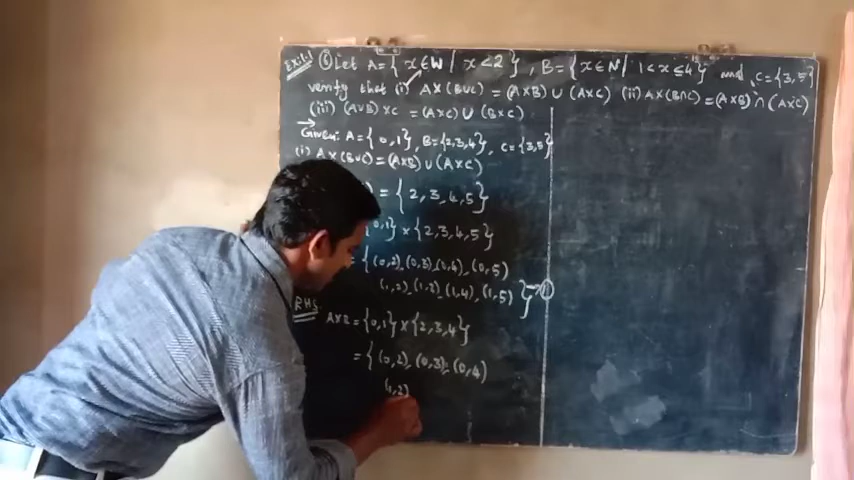 Ex:1.1 6 Let A = { x ∈ W | x < 2 }, B = { x ∈ N | 1 < x ≤ 4 } and C = {3, 5}
verify that (i) A × (B ∪ C) = (A × B) ∪ (A × C) (ii) A × (B ∩ C) = (A × B) ∩ (A × C)
(iii) (A ∪ B) × C = (A × C) ∪ (B × C)
Given: A = {0, 1}, B = {2, 3, 4}, C = {3, 5}
(i) A × (B ∪ C) = (A × B) ∪ (A × C)
) = {2, 3, 4, 5}
{0, 1} × {2, 3, 4, 5}
= { (0, 2), (0, 3), (0, 4), (0, 5)
(1, 2), (1, 3), (1, 4), (1, 5) } → 1
RHS
A × B = {0, 1} × {2, 3, 4}
= { (0, 2), (0, 3), (0, 4)
(1, 2)